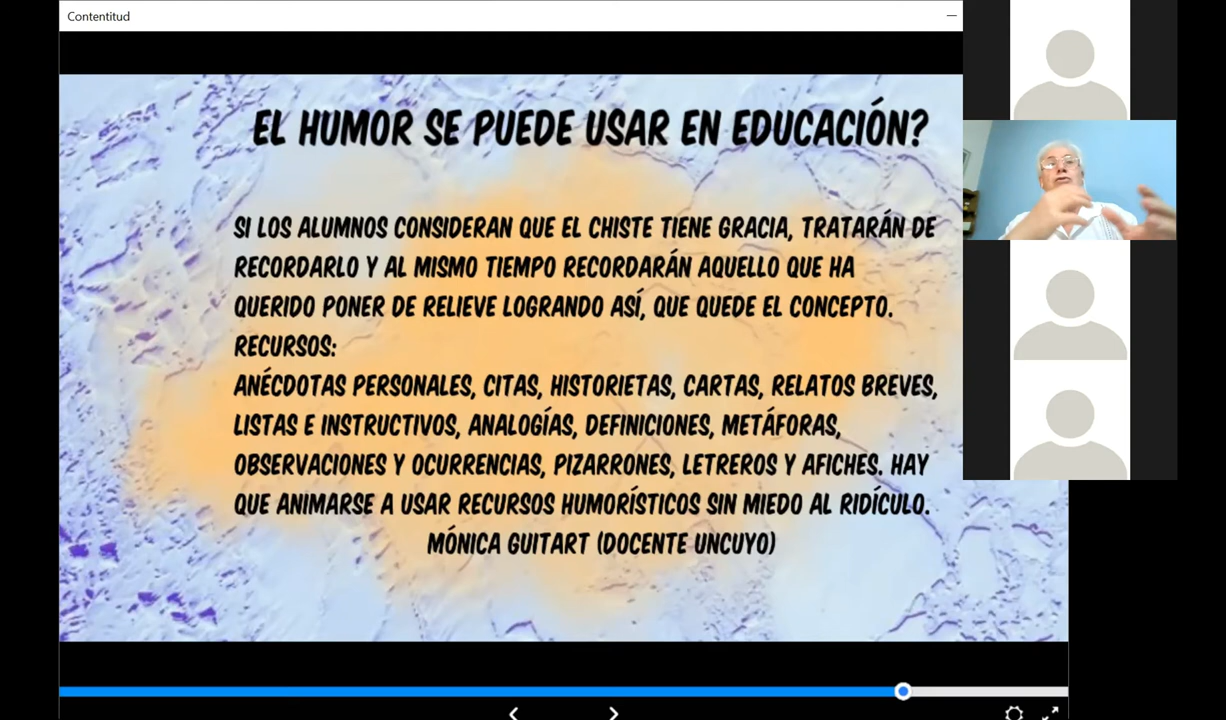 Contentitud
EL HUMOR SE PUEDE USAR EN EDUCACIÓN?
SI LOS ALUMNOS CONSIDERAN QUE EL CHISTE TIENE GRACIA, TRATARÁN DE
RECORDARLO Y AL MISMO TIEMPO RECORDARÁN AQUELLO QUE HA
QUERIDO PONER DE RELIEVE LOGRANDO ASÍ, QUE QUEDE EL CONCEPTO.
RECURSOS:
ANÉCDOTAS PERSONALES, CITAS, HISTORIETAS, CARTAS, RELATOS BREVES,
LISTAS E INSTRUCTIVOS, ANALOGÍAS, DEFINICIONES, METÁFORAS,
OBSERVACIONES Y OCURRENCIAS, PIZARRONES, LETREROS Y AFICHES. HAY
QUE ANIMARSE A USAR RECURSOS HUMORÍSTICOS SIN MIEDO AL RIDÍCULO.
MÓNICA GUITART (DOCENTE UNCUYO)